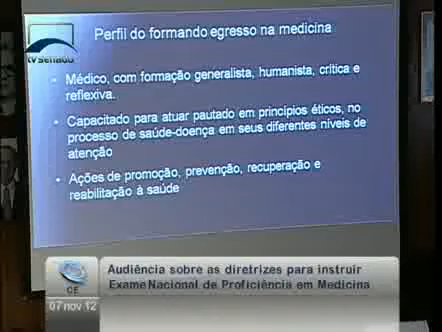 Perfil do formando egresso na medicina
tv senado
• Médico, com formação generalista, humanista, crítica e
reflexiva.
• Capacitado para atuar pautado em princípios éticos, no
processo de saúde-doença em seus diferentes níveis de
atenção
• Ações de promoção, prevenção, recuperação e
reabilitação à saúde
CE
07 nov 12
Audiência sobre as diretrizes para instruir
Exame Nacional de Proficiência em Medicina